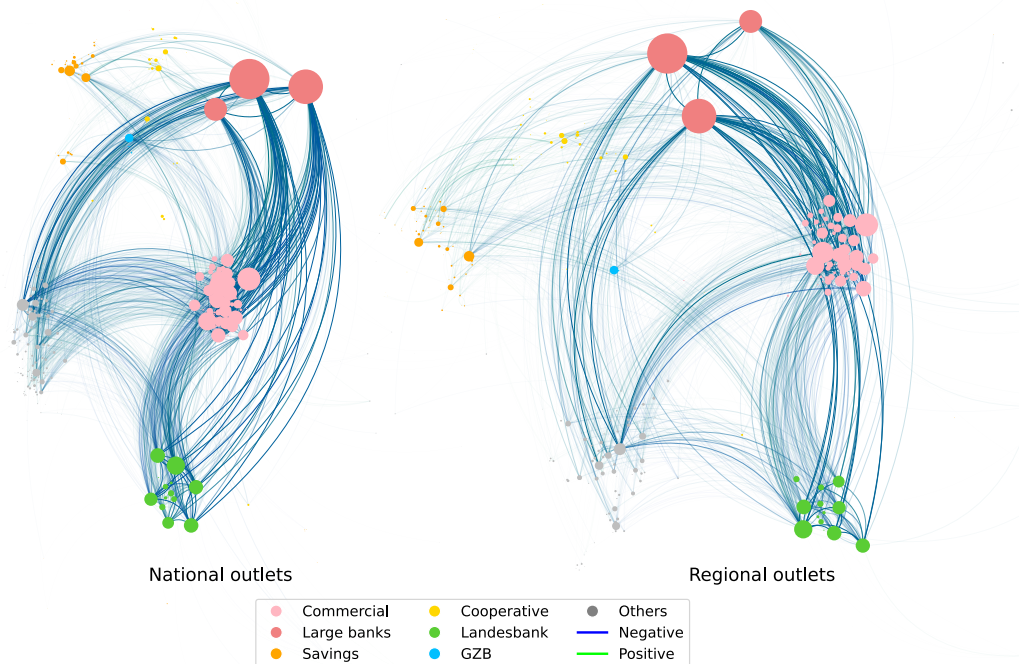 National outlets
Regional outlets
Commercial
Cooperative
Others
Large banks
Landesbank
Negative
Savings
GZB
Positive